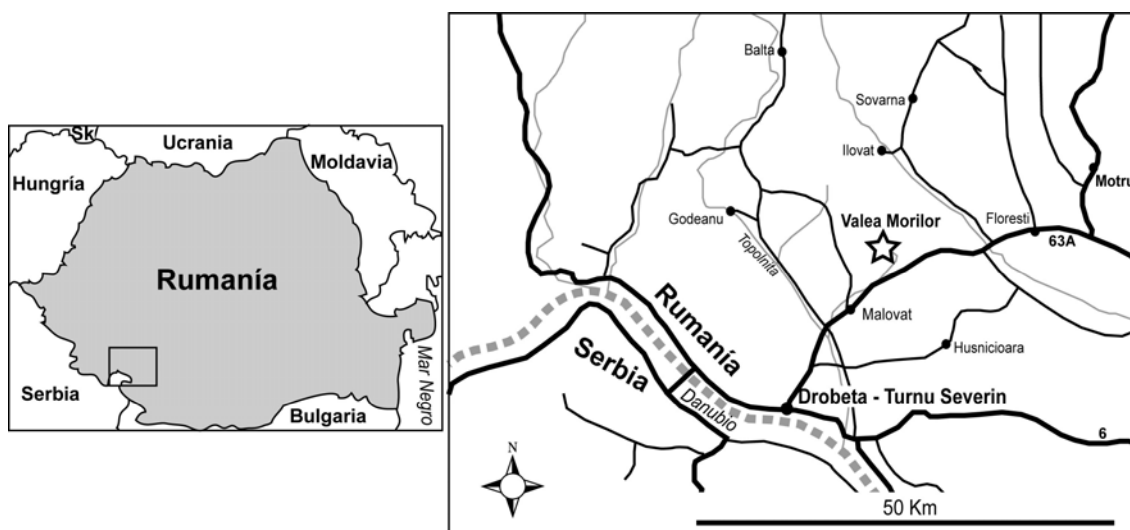 Sk
Ucrania
Moldavia
Hungría
Rumanía
N
Serbia
Bulgaria
Mar Negro
Balta
Sovarna
Ilovat
Motru
Godeanu
Valea Morilor
Floresti
63A
Topolnita
Rumanía
Malovat
Serbia
Husnicioara
Danubio
Drobeta - Turnu Severin
6
N
50 Km